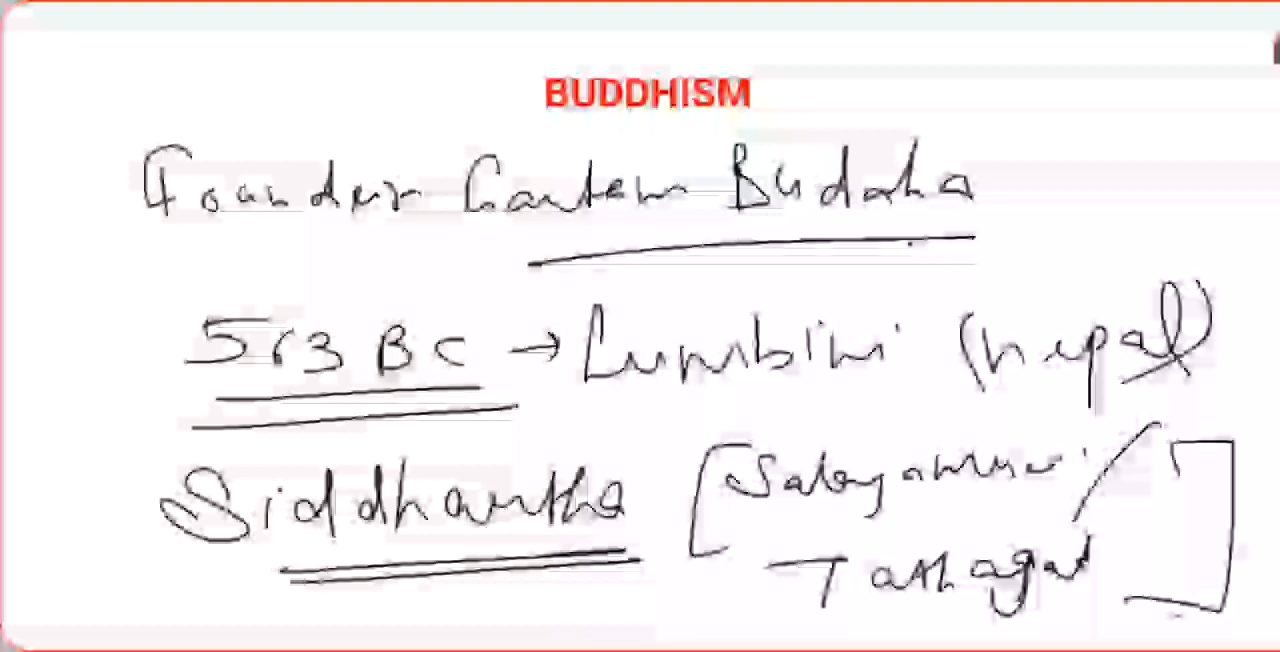 BUDDHISM
Founder Gautam Buddha
563 BC → Lumbini (Nepal)
Siddhartha [Sakyamuni /
Tathagat ]